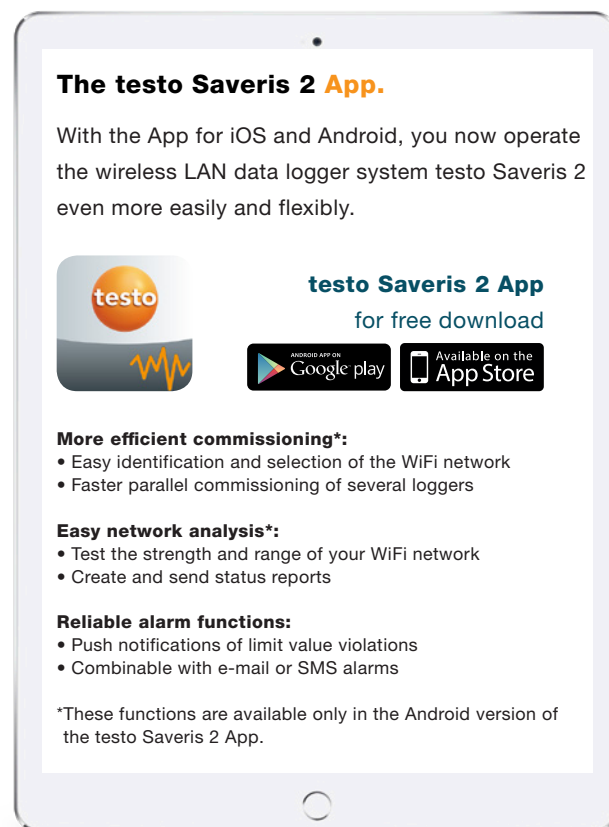 The testo Saveris 2 App.
With the App for iOS and Android, you now operate
the wireless LAN data logger system testo Saveris 2
even more easily and flexibly.
testo
testo Saveris 2 App
for free download
ANDROID APP ON
Google play
Available on the
App Store
More efficient commissioning*:
• Easy identification and selection of the WiFi network
• Faster parallel commissioning of several loggers
Easy network analysis*:
• Test the strength and range of your WiFi network
• Create and send status reports
Reliable alarm functions:
• Push notifications of limit value violations
• Combinable with e-mail or SMS alarms
*These functions are available only in the Android version of
the testo Saveris 2 App.